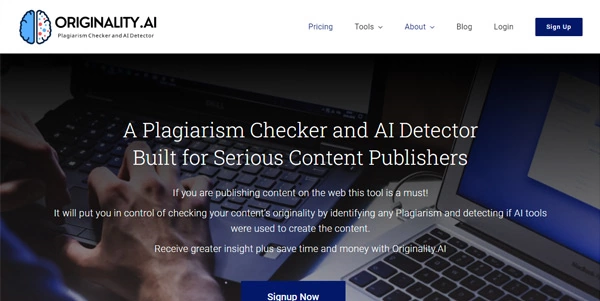 ORIGINALITY.AI
Plagiarism Checker and AI Detector
Pricing
Tools
About
Blog
Login
Sign Up
A Plagiarism Checker and AI Detector
Built for Serious Content Publishers
If you are publishing content on the web this tool is a must!
It will put you in control of checking your content's originality by identifying any Plagiarism and detecting if AI tools
were used to create the content.
Receive greater insight plus save time and money with Originality.AI
Signup Now